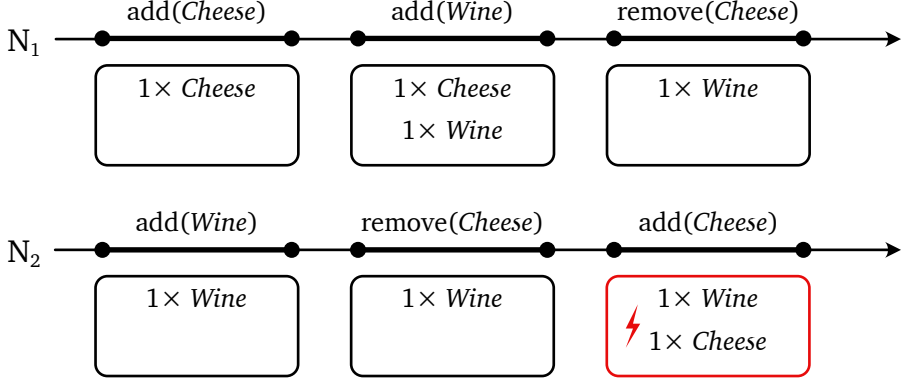 add(Cheese) add(Wine) remove(Cheese)
N₁
1× Cheese 1× Cheese 1× Wine
1× Wine
add(Wine) remove(Cheese) add(Cheese)
N₂
1× Wine 1× Wine 1× Wine
1× Cheese